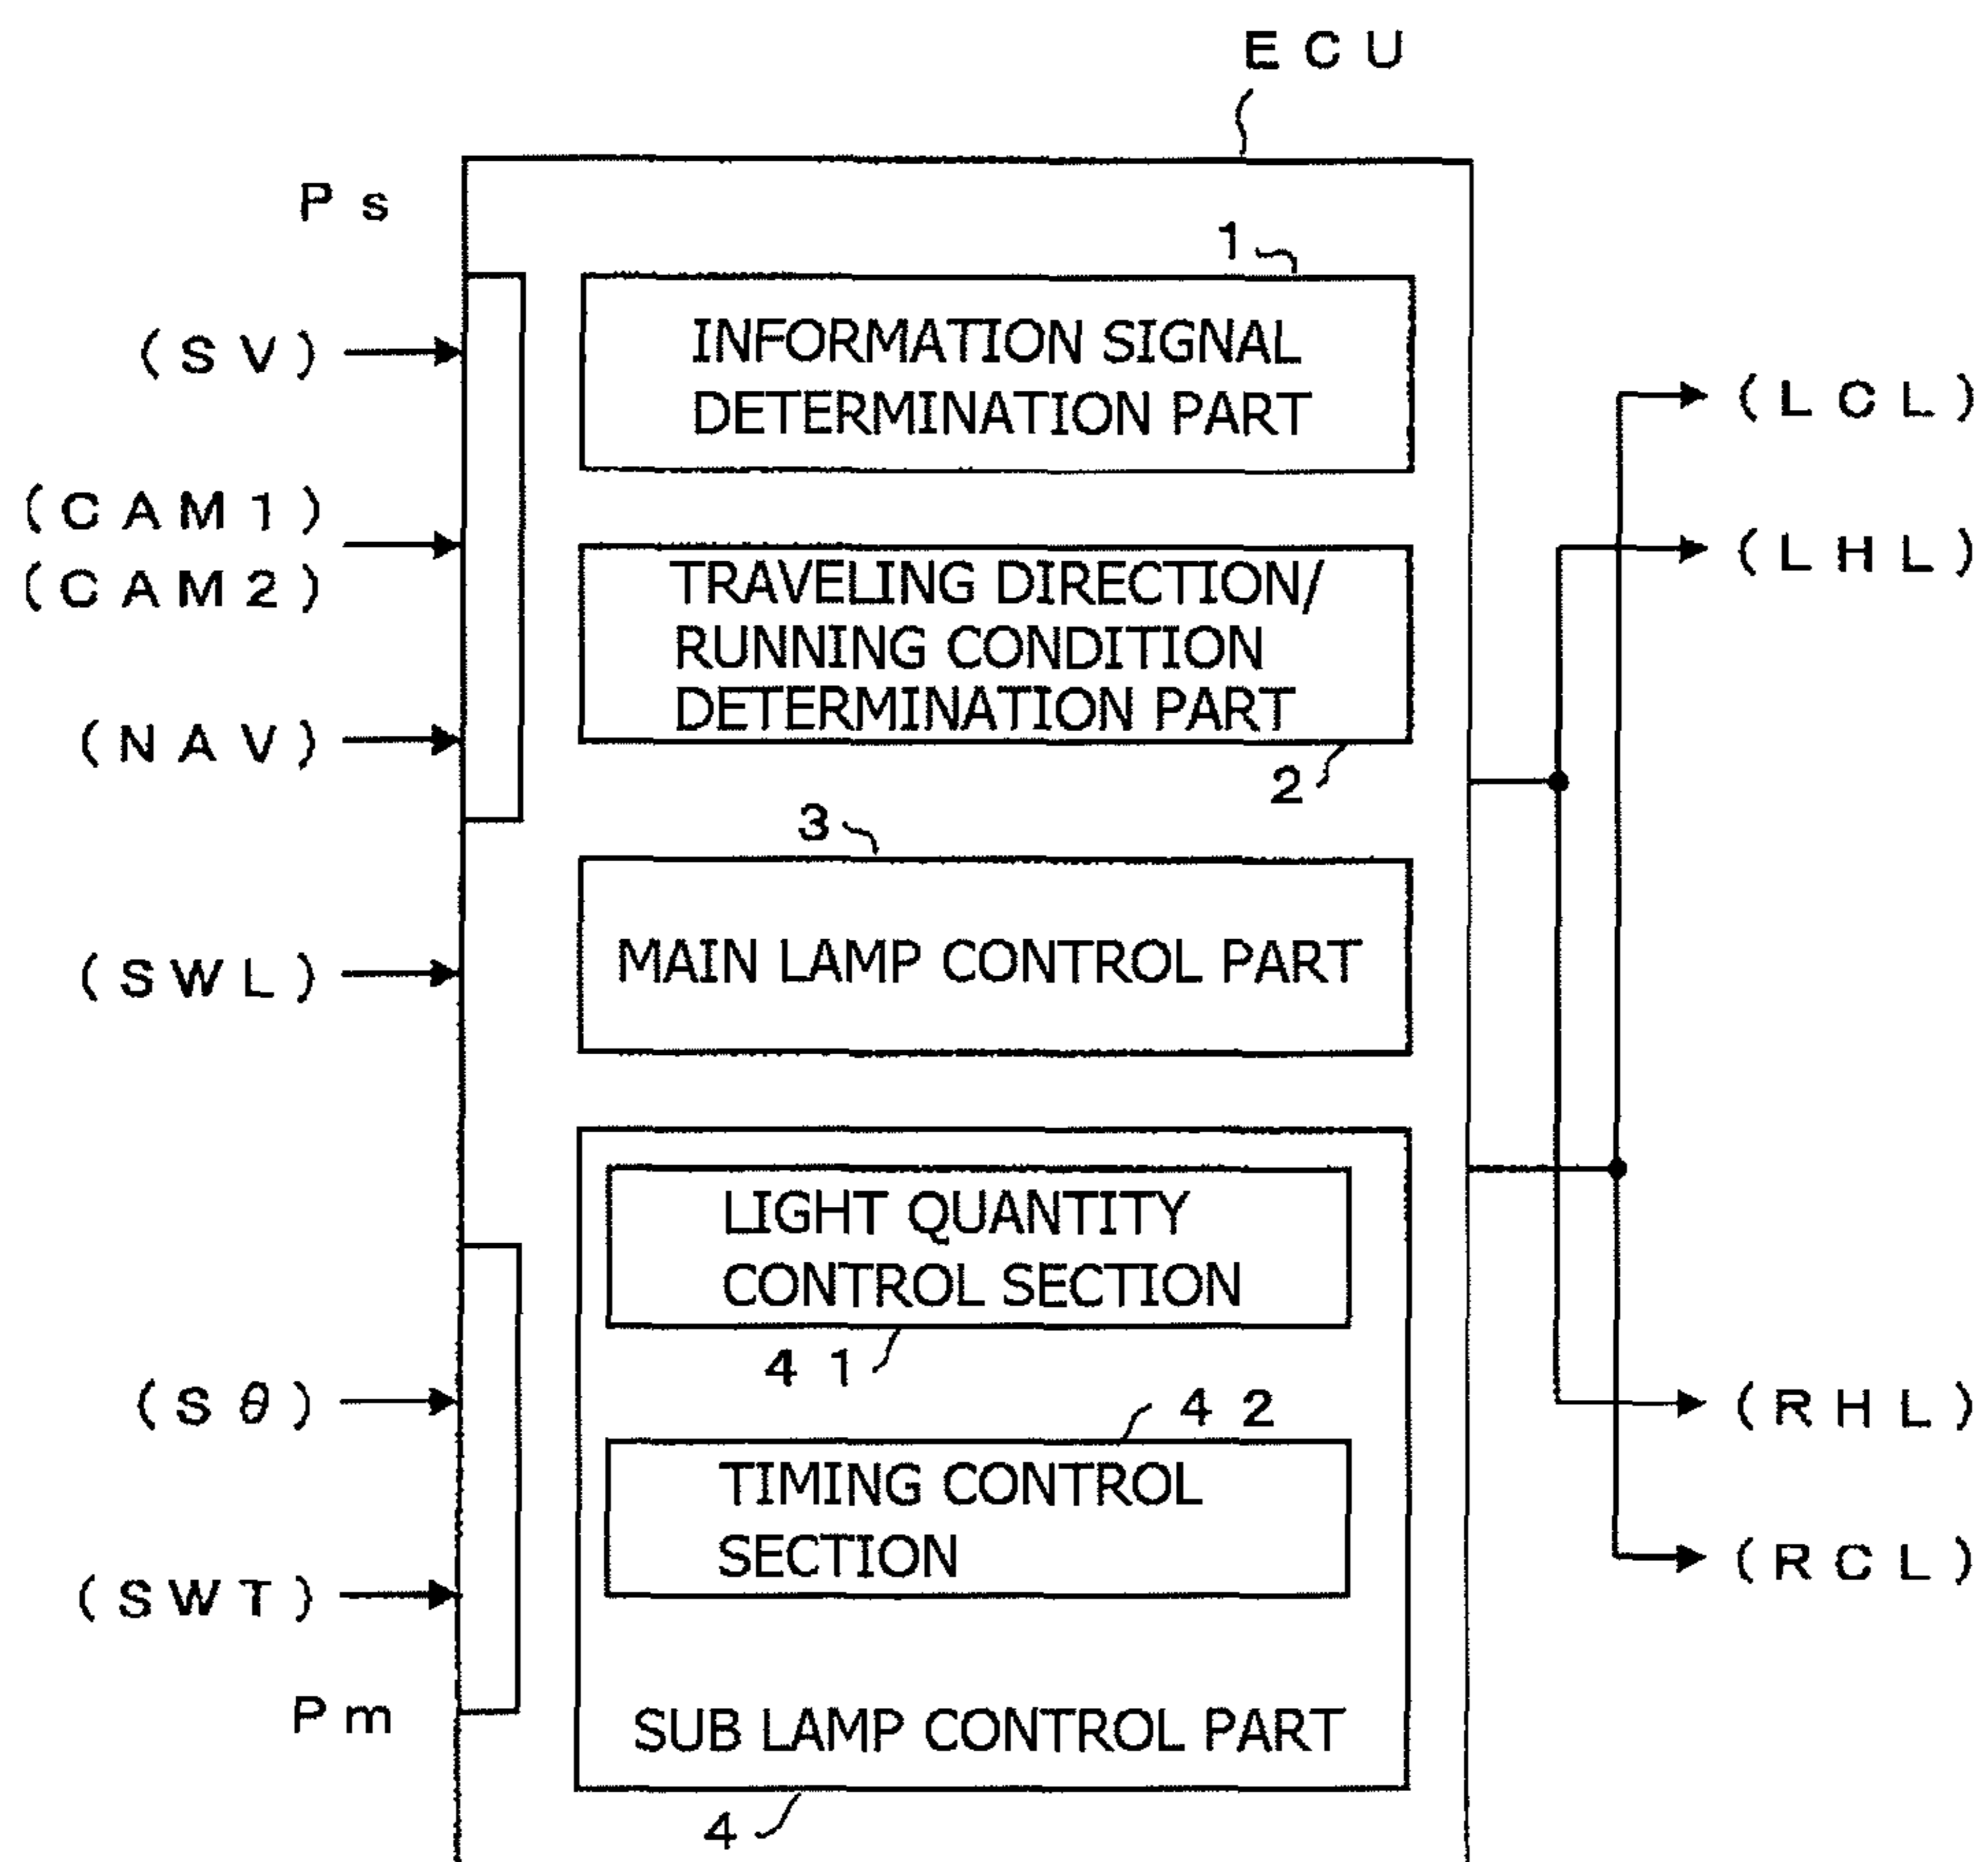 ECU
Ps
1
INFORMATION SIGNAL
DETERMINATION PART
(SV)
(LCL)
(CAM1)
(CAM2)
(LHL)
TRAVELING DIRECTION/
RUNNING CONDITION
DETERMINATION PART
(NAV)
2
3
MAIN LAMP CONTROL PART
(SWL)
LIGHT QUANTITY
CONTROL SECTION
41
(Sθ)
42
(RHL)
TIMING CONTROL
SECTION
(SWT)
(RCL)
Pm
SUB LAMP CONTROL PART
4